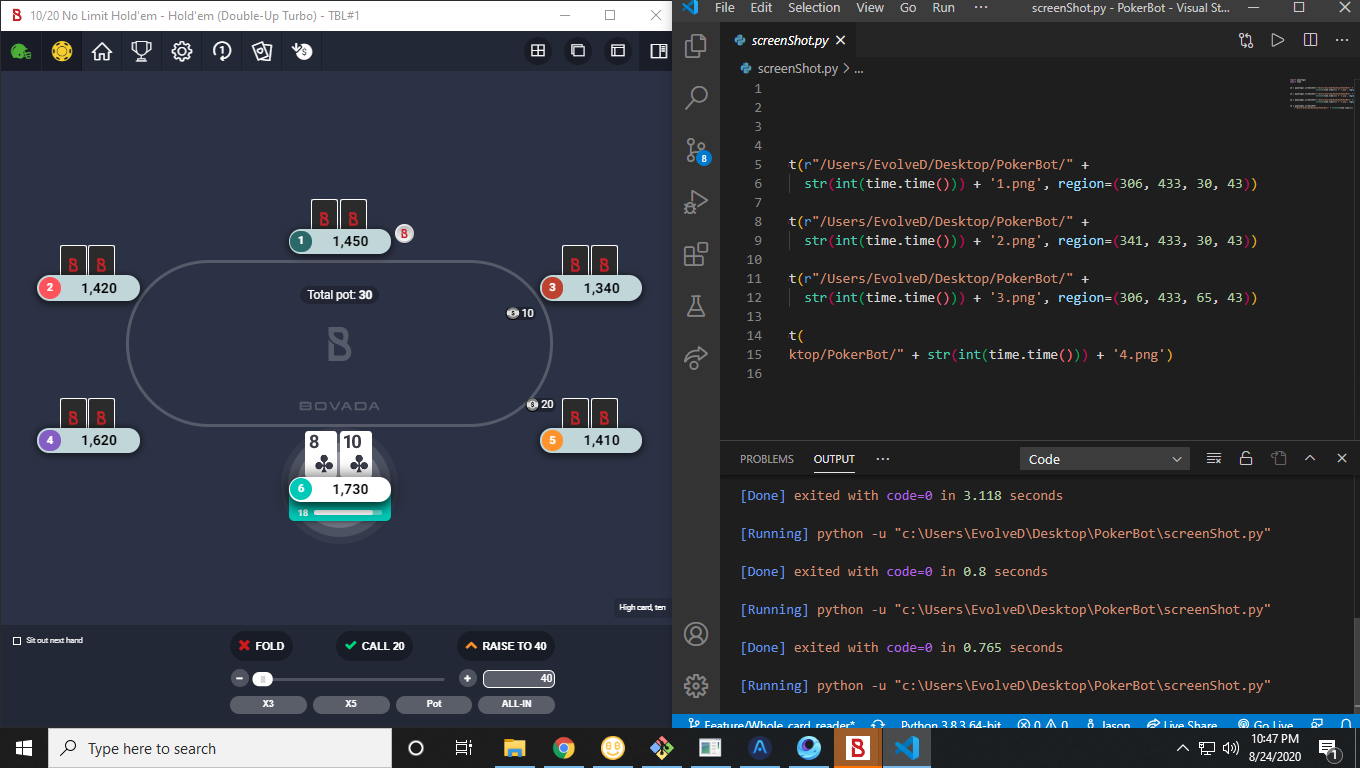 10/20 No Limit Hold'em - Hold'em (Double-Up Turbo) - TBL#1
1
1,450
B
2
1,420
3
1,340
Total pot: 30
10
B
BOVADA
20
4
1,620
5
1,410
8
10
6
1,730
18
High card, ten
Sit out next hand
FOLD
CALL 20
RAISE TO 40
40
X3
X5
Pot
ALL-IN
File Edit Selection View Go Run ··· screenShot.py - PokerBot - Visual St...
screenShot.py
screenShot.py > ...
1
2
3
4
5 t(r"/Users/EvolveD/Desktop/PokerBot/" +
6 str(int(time.time())) + '1.png', region=(306, 433, 30, 43))
7
8 t(r"/Users/EvolveD/Desktop/PokerBot/" +
9 str(int(time.time())) + '2.png', region=(341, 433, 30, 43))
10
11 t(r"/Users/EvolveD/Desktop/PokerBot/" +
12 str(int(time.time())) + '3.png', region=(306, 433, 65, 43))
13
14 t(
15 ktop/PokerBot/" + str(int(time.time())) + '4.png')
16
8
PROBLEMS OUTPUT ··· Code
[Done] exited with code=0 in 3.118 seconds
[Running] python -u "c:\Users\EvolveD\Desktop\PokerBot\screenShot.py"
[Done] exited with code=0 in 0.8 seconds
[Running] python -u "c:\Users\EvolveD\Desktop\PokerBot\screenShot.py"
[Done] exited with code=0 in 0.765 seconds
[Running] python -u "c:\Users\EvolveD\Desktop\PokerBot\screenShot.py"
Feature/Whole_card_reader* Python 3.8.3 64-bit 0 0 Jason Live Share Go Live
Type here to search
10:47 PM
8/24/2020
1